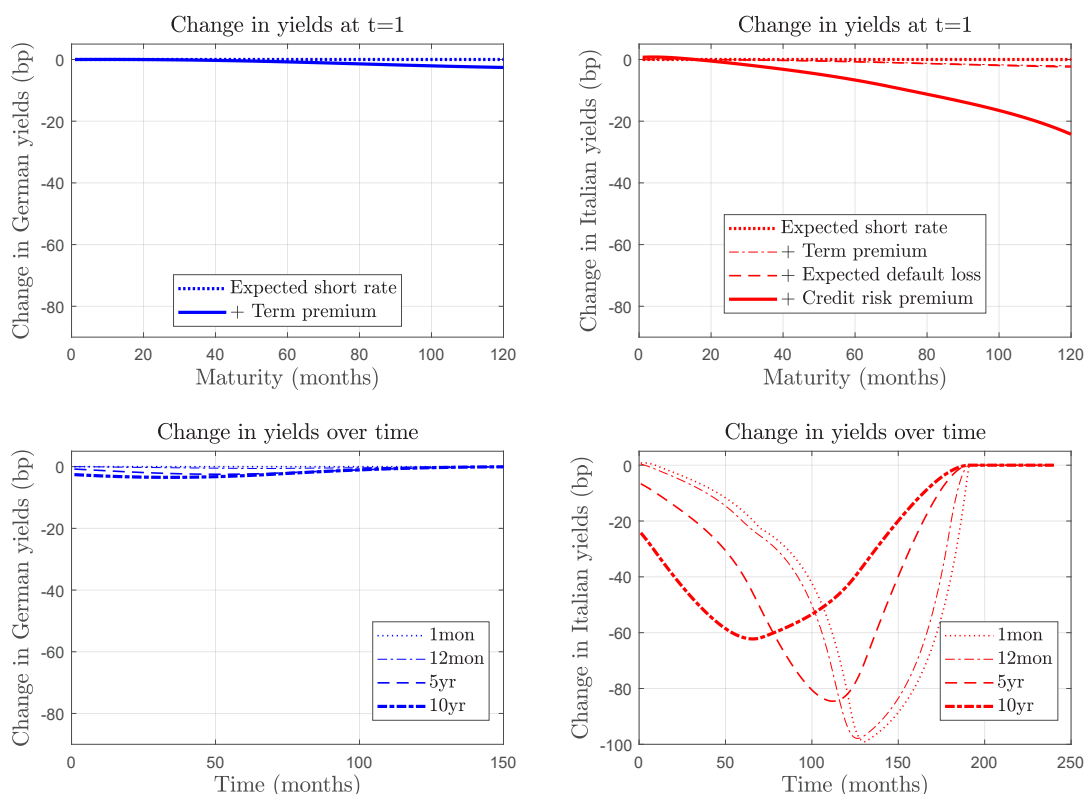 Change in yields at t=1
Change in German yields (bp)
0
-20
-40
-60
-80
Expected short rate
+ Term premium
0 20 40 60 80 100 120
Maturity (months)
Change in yields at t=1
Change in Italian yields (bp)
0
-20
-40
-60
-80
Expected short rate
+ Term premium
+ Expected default loss
+ Credit risk premium
0 20 40 60 80 100 120
Maturity (months)
Change in yields over time
Change in German yields (bp)
0
-20
-40
-60
-80
1mon
12mon
5yr
10yr
0 50 100 150
Time (months)
Change in yields over time
Change in Italian yields (bp)
0
-20
-40
-60
-80
-100
1mon
12mon
5yr
10yr
0 50 100 150 200 250
Time (months)